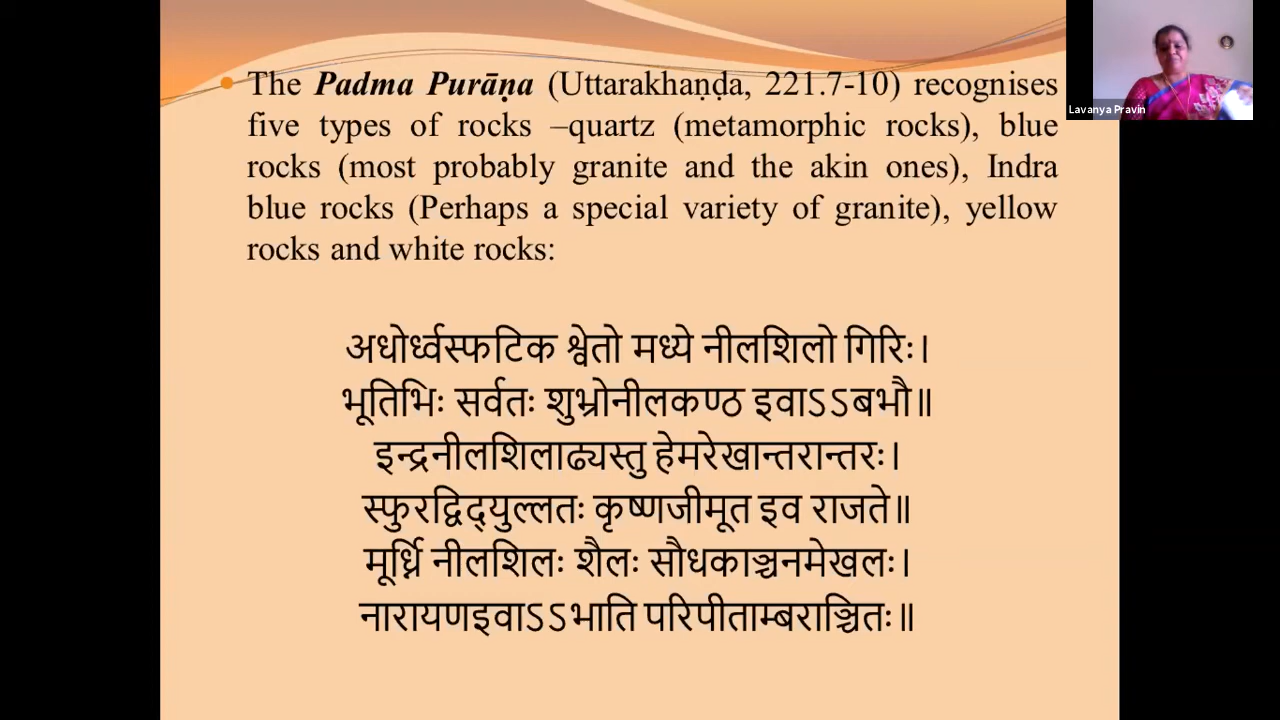 The Padma Purāṇa (Uttarakhaṇḍa, 221.7-10) recognises
five types of rocks –quartz (metamorphic rocks), blue
rocks (most probably granite and the akin ones), Indra
blue rocks (Perhaps a special variety of granite), yellow
rocks and white rocks:
अधोर्ध्वस्फटिक श्वेतो मध्ये नीलशिलो गिरिः।
भूतिभिः सर्वतः शुभ्रोनीलकण्ठ इवाऽऽबभौ॥
इन्द्रनीलशिलाढ्यस्तु हेमरेखान्तरान्तरः।
स्फुरद्विद्युल्लतः कृष्णजीमूत इव राजते॥
मूर्ध्नि नीलशिलः शैलः सौधकाञ्चनमेखलः।
नारायणइवाऽऽभाति परिपीताम्बराञ्चितः॥
Lavanya Pravin